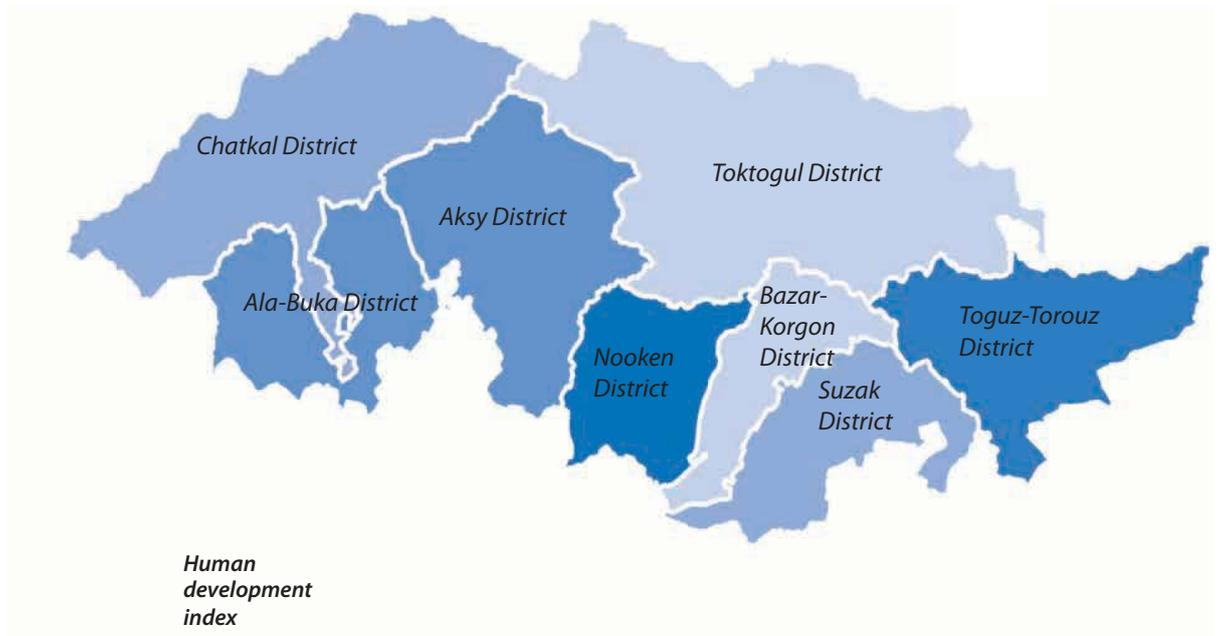 Chatkal District
Toktogul District
Aksy District
Ala-Buka District
Bazar-
Korgon
District
Toguz-Torouz
District
Nooken
District
Suzak
District
Human
development
index